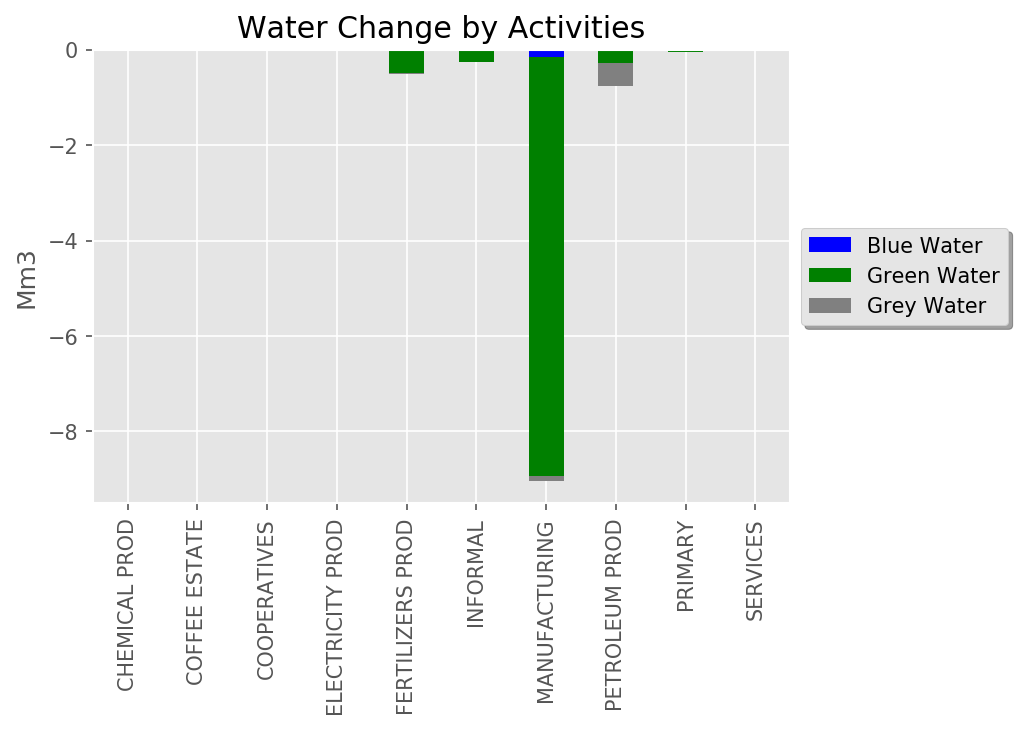 Water Change by Activities
0
−2
−4
−6
−8
Mm3
Blue Water
Green Water
Grey Water
CHEMICAL PROD
COFFEE ESTATE
COOPERATIVES
ELECTRICITY PROD
FERTILIZERS PROD
INFORMAL
MANUFACTURING
PETROLEUM PROD
PRIMARY
SERVICES